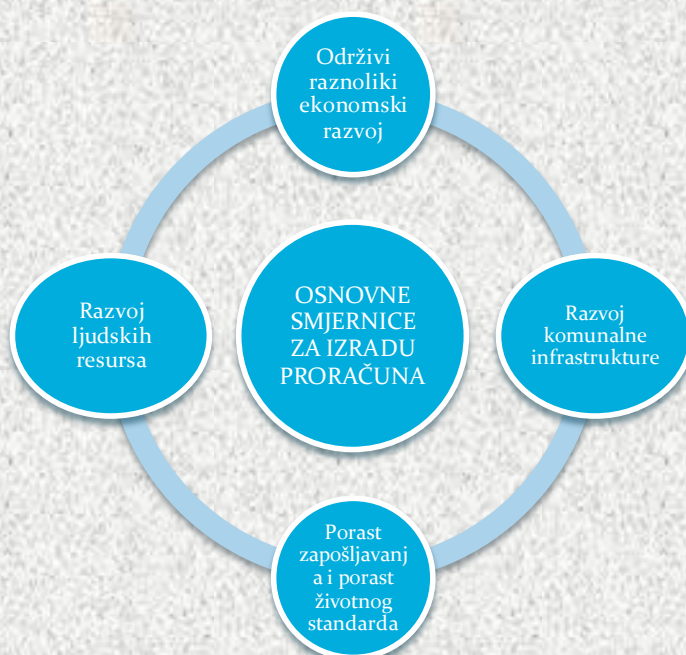 Održivi
raznoliki
ekonomski
razvoj
OSNOVNE
SMJERNICE
ZA IZRADU
PRORAČUNA
Razvoj
komunalne
infrastrukture
Porast
zapošljavanj
a i porast
životnog
standarda
Razvoj
ljudskih
resursa